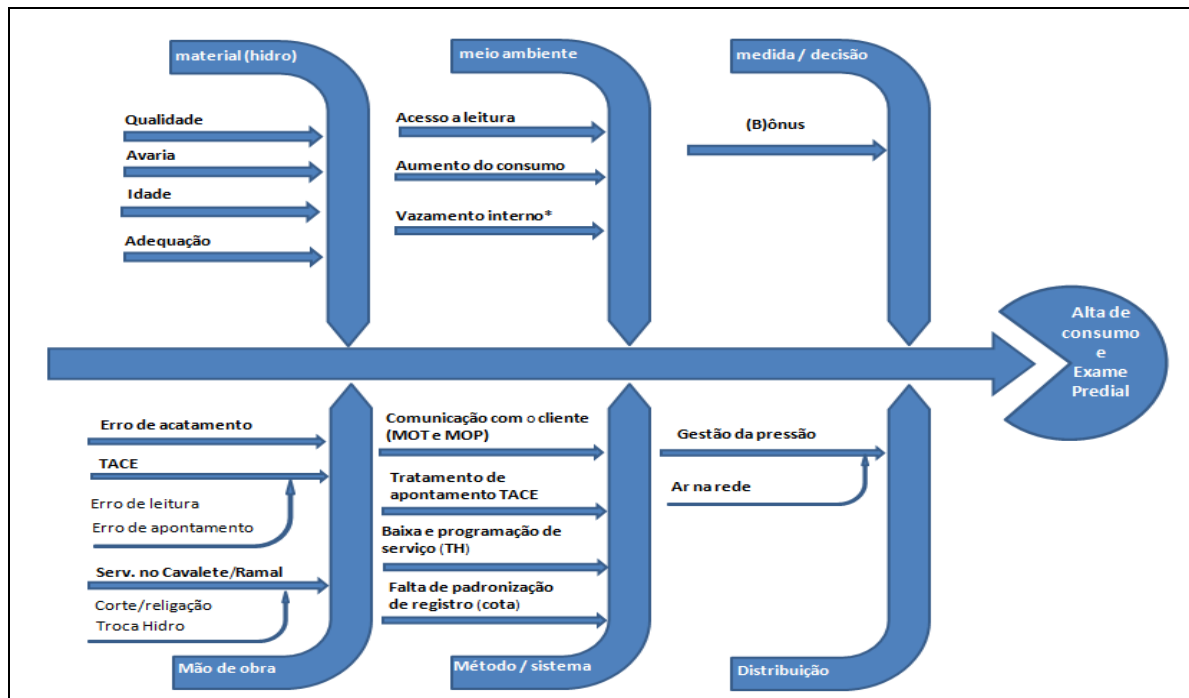 material (hidro)
Qualidade
Avaria
Idade
Adequação
meio ambiente
Acesso a leitura
Aumento do consumo
Vazamento interno*
medida / decisão
(B)ônus
Alta de
consumo
e
Exame
Predial
Erro de acatamento
TACE
Erro de leitura
Erro de apontamento
Serv. no Cavalete/Ramal
Corte/religação
Troca Hidro
Mão de obra
Comunicação com o cliente
(MOT e MOP)
Tratamento de
apontamento TACE
Baixa e programação de
serviço (TH)
Falta de padronização
de registro (cota)
Método / sistema
Gestão da pressão
Ar na rede
Distribuição